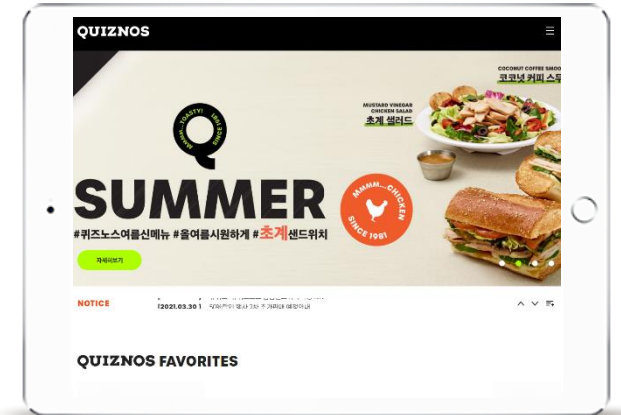 QUIZNOS
COCONUT COFFEE SMOO
코코넛 커피 스무
MUSTARD VINEGAR
CHICKEN SALAD
초계 샐러드
MMMM...TOASTY!
SINCE 1981
SUMMER
MMMM...CHICKEN
SINCE 1981
#퀴즈노스여름신메뉴 #올여름시원하게 #초계샌드위치
자세히보기
NOTICE
[2021.03.30 ]
QUIZNOS FAVORITES